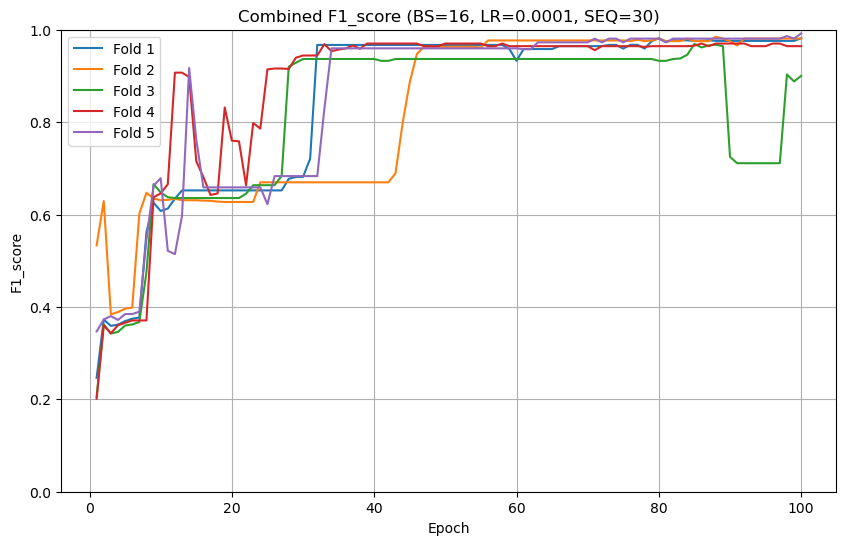 Combined F1_score (BS=16, LR=0.0001, SEQ=30)
Fold 1
Fold 2
Fold 3
Fold 4
Fold 5
F1_score
1.0
0.8
0.6
0.4
0.2
0.0
0 20 40 60 80 100
Epoch